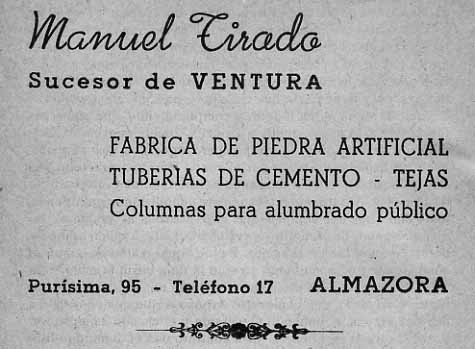 Manuel Tirado
Sucesor de VENTURA
FABRICA DE PIEDRA ARTIFICIAL
TUBERÌAS DE CEMENTO - TEJAS
Columnas para alumbrado público
Purísima, 95 - Teléfono 17 ALMAZORA